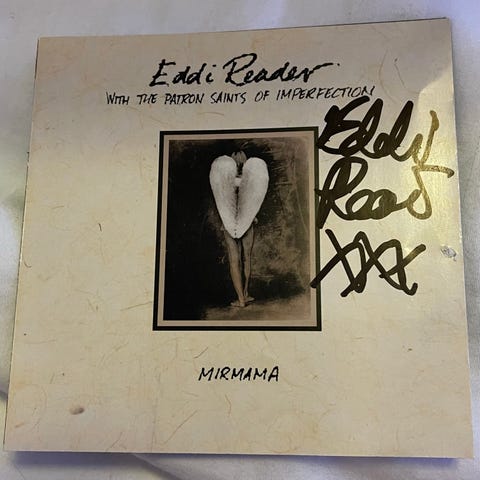 Eddi Reader
WITH THE PATRON SAINTS OF IMPERFECTION
Eddi
Reader
XXX
MIRMAMA